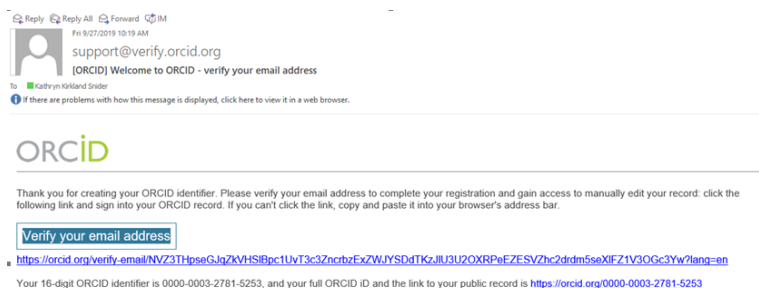 Reply Reply All Forward IM
Fri 9/27/2019 10:19 AM
support@verify.orcid.org
[ORCID] Welcome to ORCID - verify your email address
To Kathryn Kirkland Snider
If there are problems with how this message is displayed, click here to view it in a web browser.
ORCID
Thank you for creating your ORCID identifier. Please verify your email address to complete your registration and gain access to manually edit your record: click the
following link and sign into your ORCID record. If you can't click the link, copy and paste it into your browser's address bar.
Verify your email address
https://orcid.org/verify-email/NVZ3THpseGJqZkVHSlBpc1UvT3c3ZncrbzExZWJYSDdTKzJlU3U2OXRPeEZESVZhc2drdm5seXlFZ1V3OGc3Yw?lang=en
Your 16-digit ORCID identifier is 0000-0003-2781-5253, and your full ORCID iD and the link to your public record is https://orcid.org/0000-0003-2781-5253